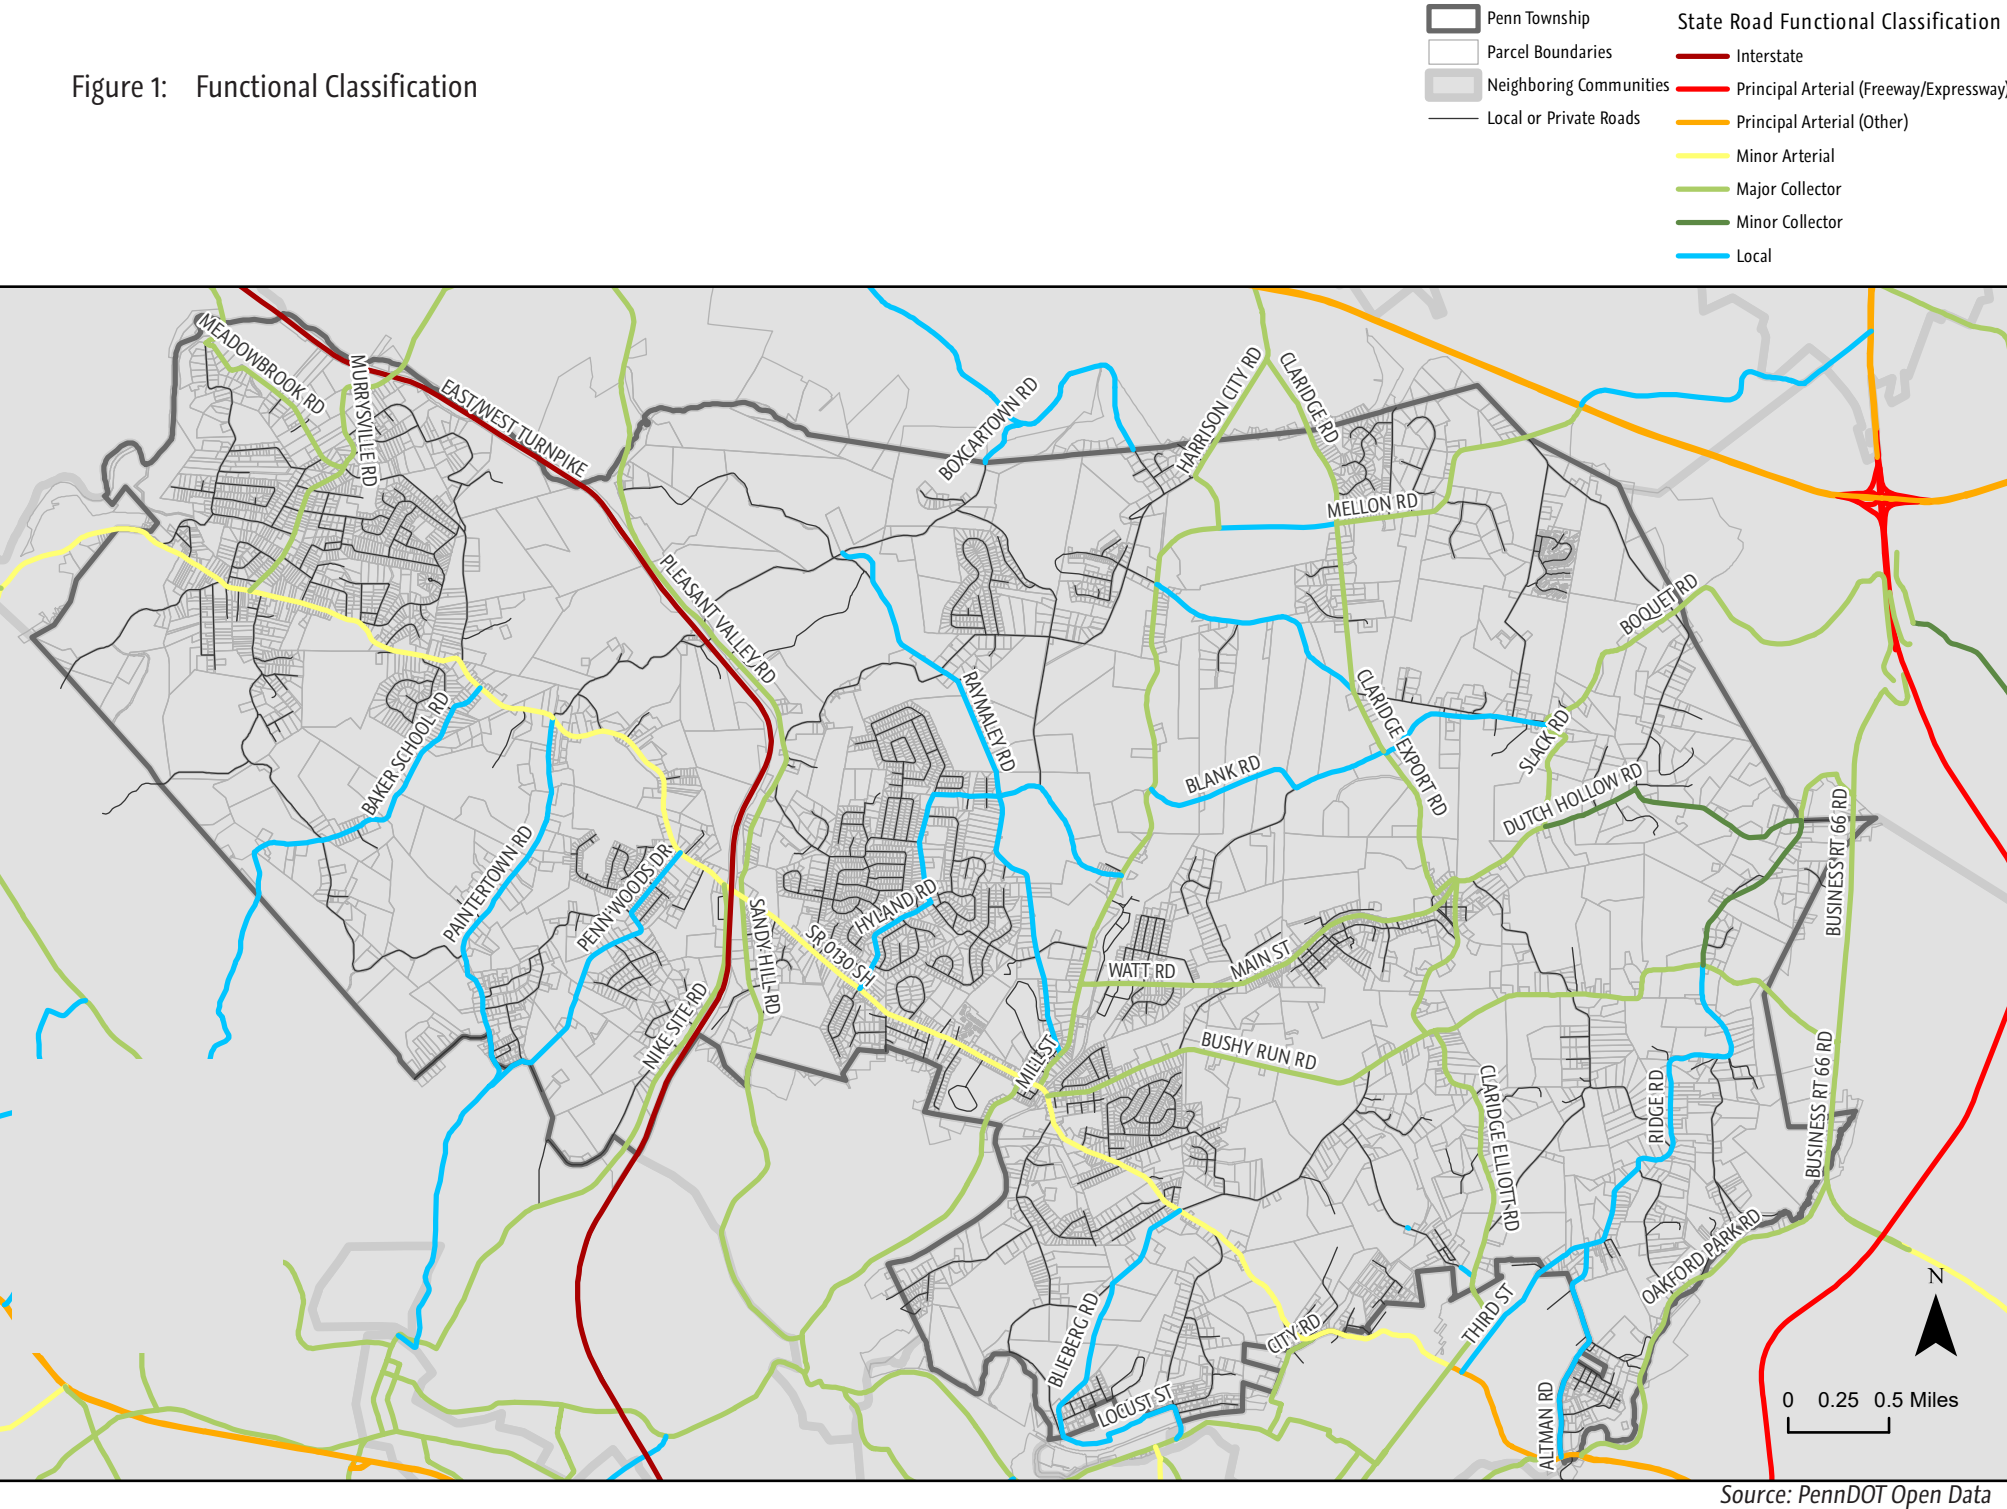 Figure 1: Functional Classification
Penn Township
Parcel Boundaries
Neighboring Communities
Local or Private Roads
State Road Functional Classification
Interstate
Principal Arterial (Freeway/Expressway)
Principal Arterial (Other)
Minor Arterial
Major Collector
Minor Collector
Local
MEADOWBROOK RD
MURRYSVILLE RD
EAST/WEST TURNPIKE
BOXCARTOWN RD
HARRISON CITY RD
CLARIDGE RD
MELLON RD
PLEASANT VALLEY RD
BOQUET RD
RAYMALEY RD
CLARIDGE EXPORT RD
BAKER SCHOOL RD
SLACK RD
BLANK RD
DUTCH HOLLOW RD
BUSINESS RT 66 RD
PAINTERTOWN RD
PENN WOODS DR
HYLAND RD
SANDY HILL RD
SR 0130 SH
WATT RD
MAIN ST
NIKE SITE RD
MILL ST
BUSHY RUN RD
CLARIDGE ELLIOTT RD
RIDGE RD
BUSINESS RT 66 RD
OAKFORD PARK RD
THIRD ST
CITY RD
BLIEBERG RD
LOCUST ST
ALTMAN RD
N
0 0.25 0.5 Miles
Source: PennDOT Open Data